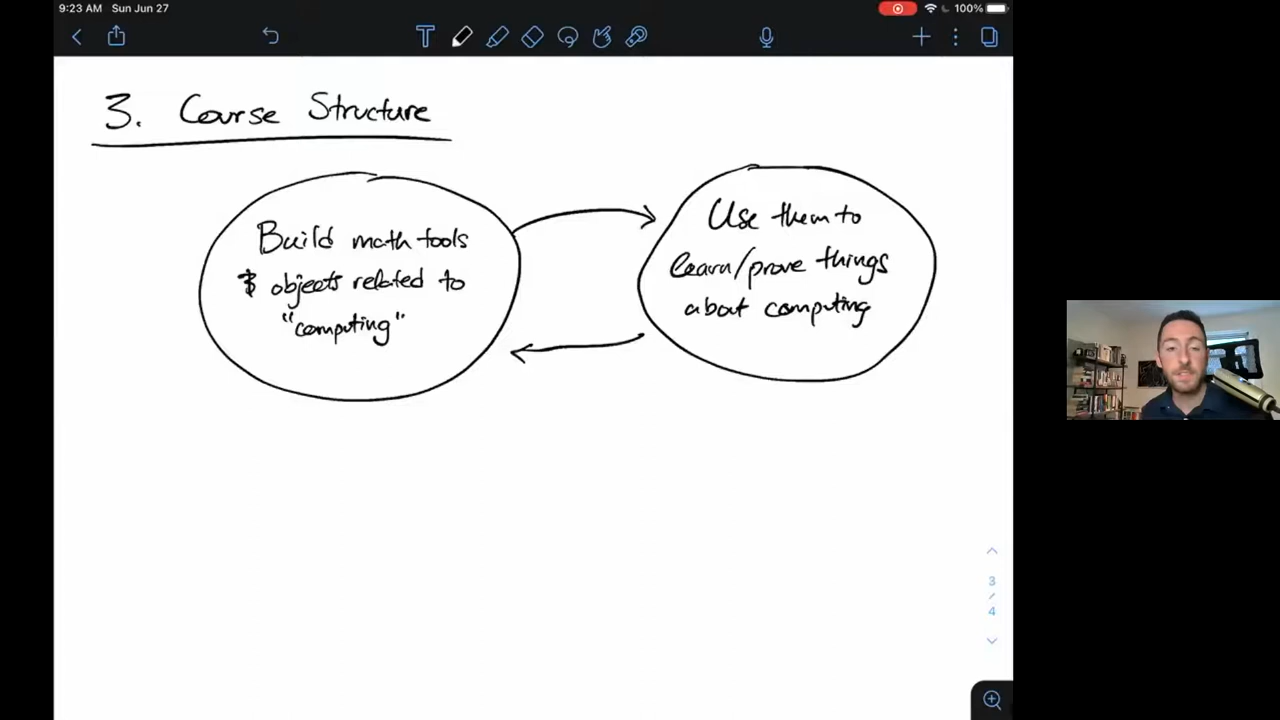 9:23 AM Sun Jun 27
100%
3. Course Structure
Build math tools
& objects related to
"computing"
Use them to
learn/prove things
about computing
3
/
4